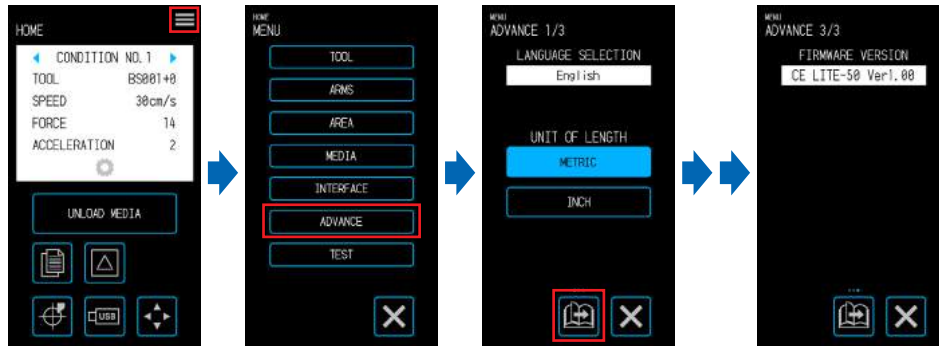 HOME
CONDITION NO.1
TOOL BS001+0
SPEED 30cm/s
FORCE 14
ACCELERATION 2
UNLOAD MEDIA
USB
HOME
MENU
TOOL
ARMS
AREA
MEDIA
INTERFACE
ADVANCE
TEST
MENU
ADVANCE 1/3
LANGUAGE SELECTION
English
UNIT OF LENGTH
METRIC
INCH
MENU
ADVANCE 3/3
FIRMWARE VERSION
CE LITE-50 Ver1.00